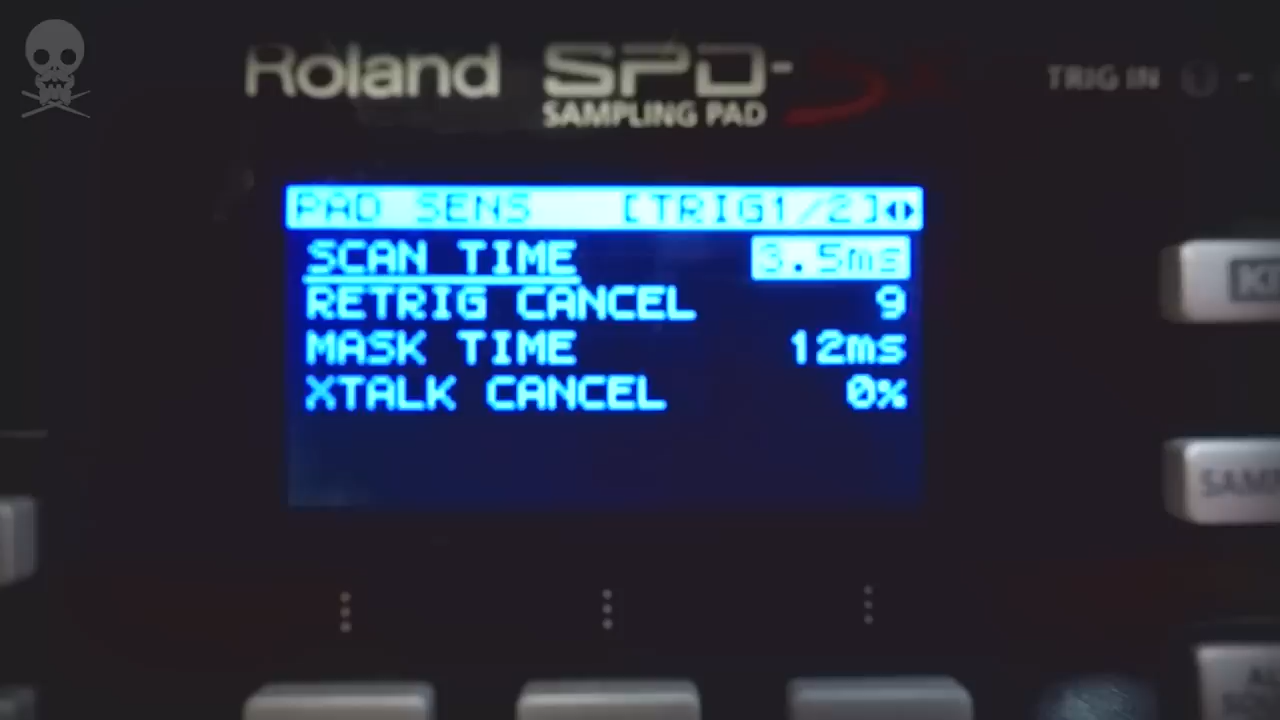 Roland SPD-SX
SAMPLING PAD
TRIG IN
PAD SENS [TRIG1/2]
SCAN TIME 3.5ms
RETRIG CANCEL 9
MASK TIME 12ms
XTALK CANCEL 0%